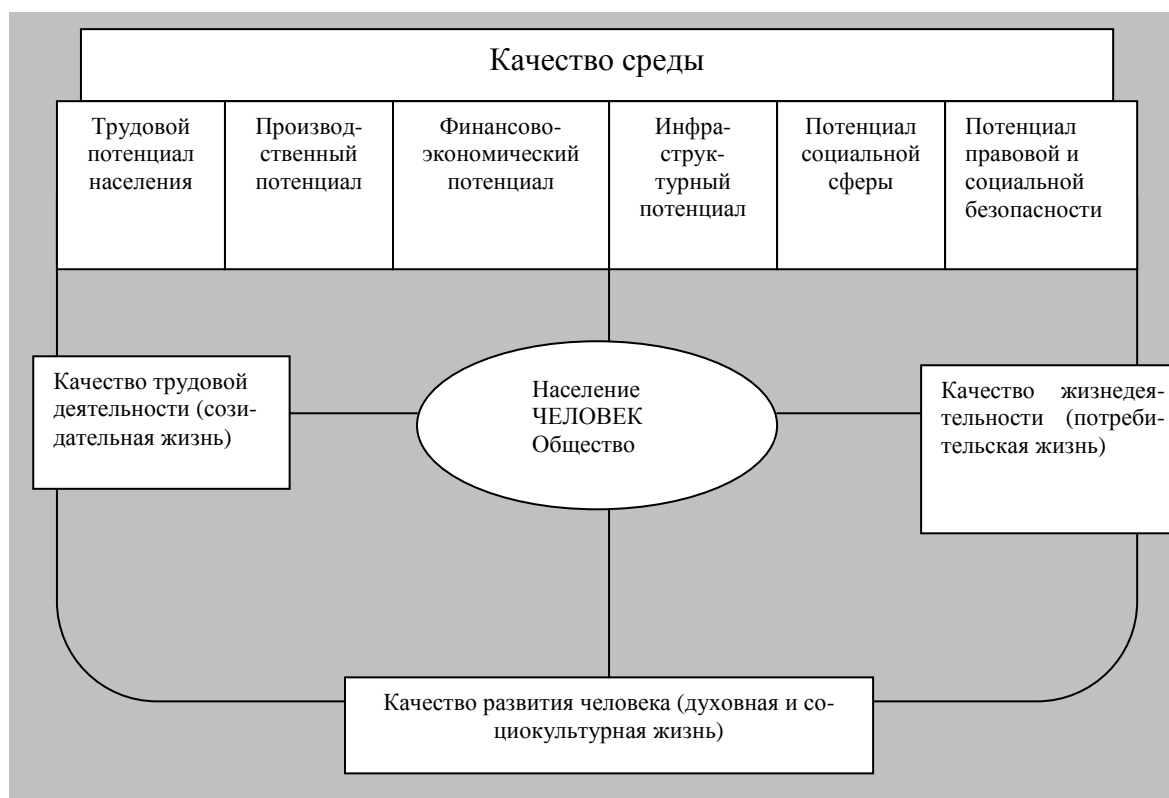 Качество среды
Трудовой
потенциал
населения
Производ-
ственный
потенциал
Финансово-
экономический
потенциал
Инфра-
струк-
турный
потенциал
Потенциал
социальной
сферы
Потенциал
правовой и
социальной
безопасности
Качество трудовой
деятельности (сози-
дательная жизнь)
Население
ЧЕЛОВЕК
Общество
Качество жизнедея-
тельности (потреби-
тельская жизнь)
Качество развития человека (духовная и со-
циокультурная жизнь)